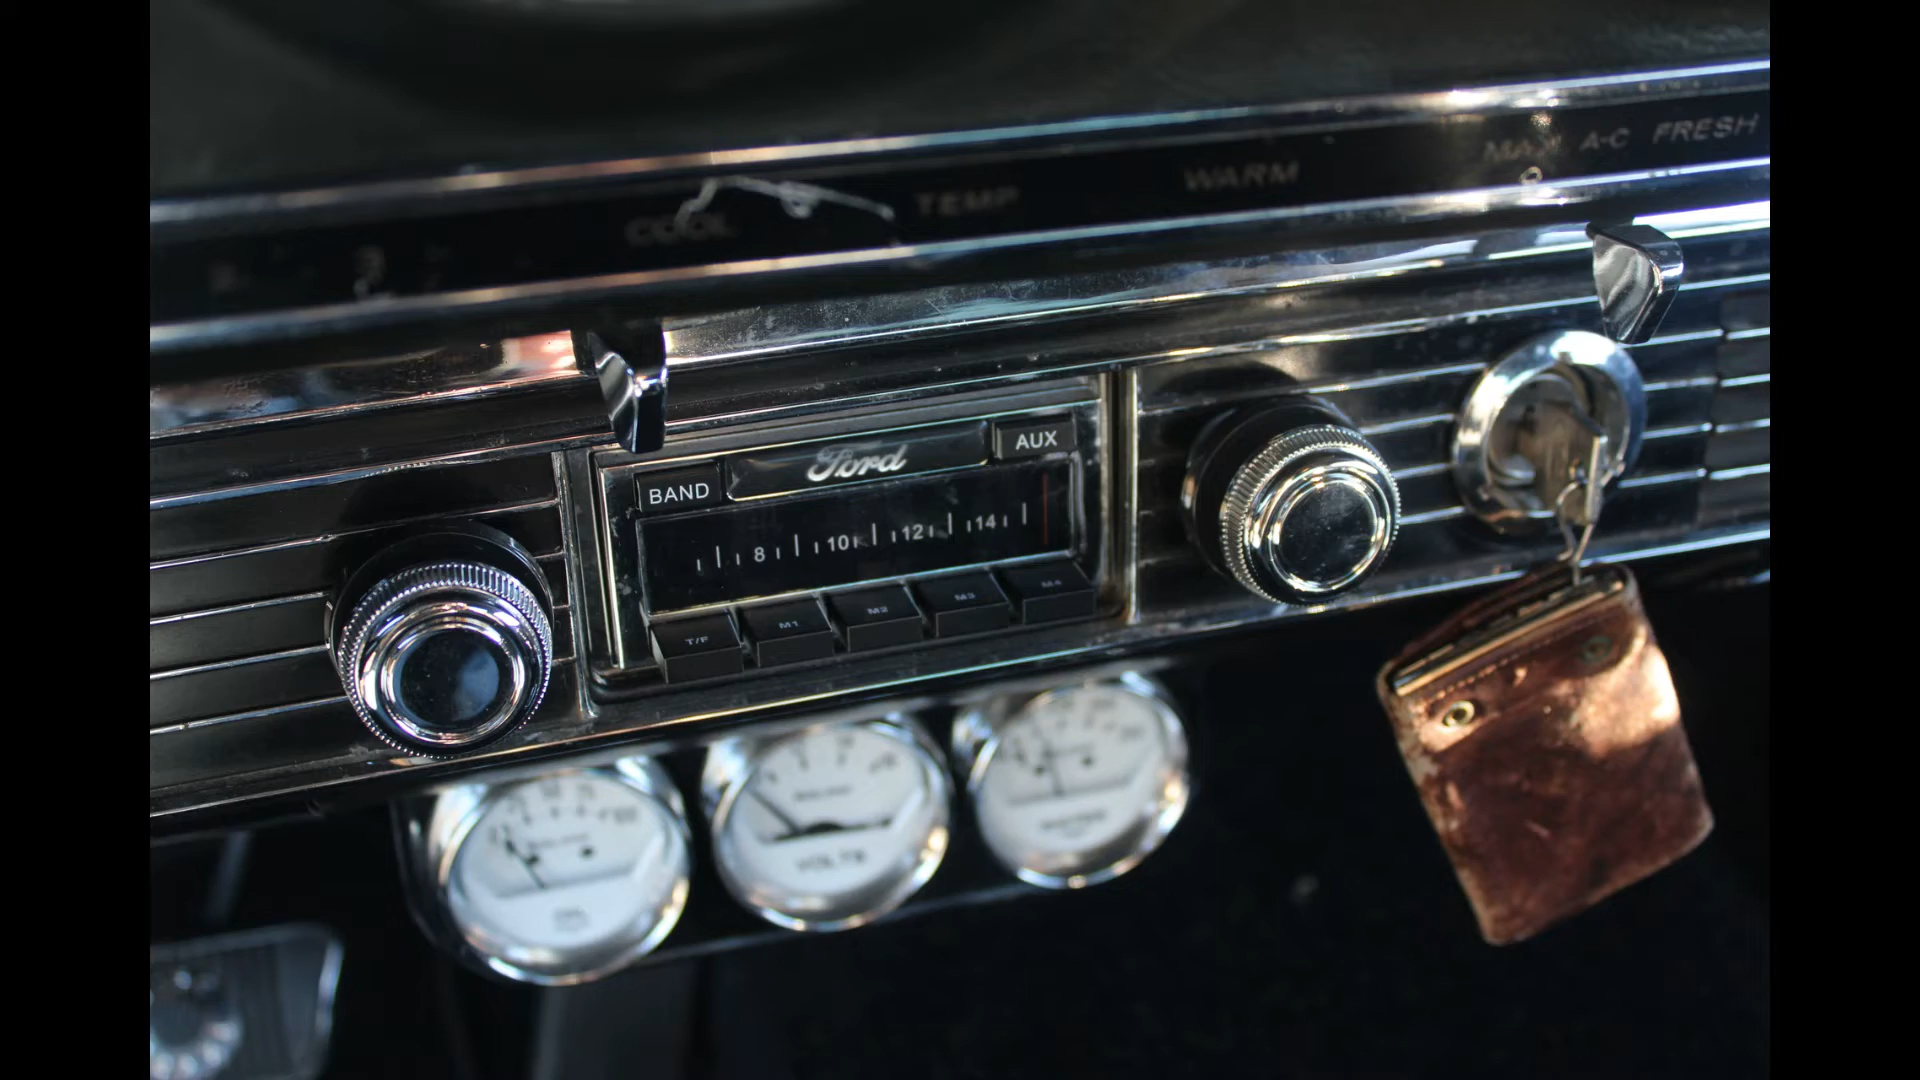 COOL TEMP WARM MAX A-C FRESH
Ford AUX
BAND
8 10 12 14
T/F M1 M2 M3 M4
VOLTS